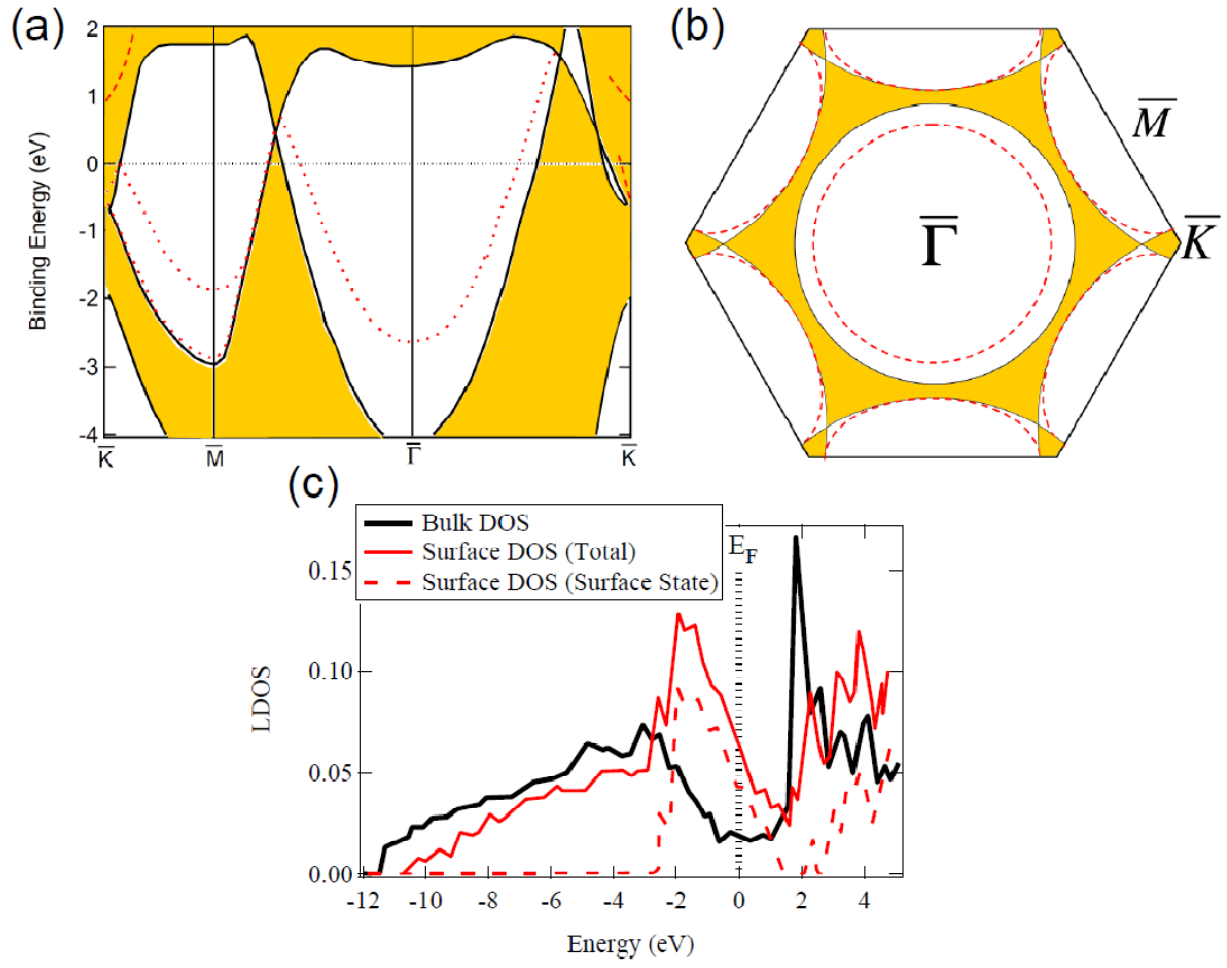 (a)
2
1
0
-1
-2
-3
-4
Binding Energy (eV)
K̅ M̅ Γ̅ K̅
(b)
M̅
K̅
Γ̅
(c)
Bulk DOS
Surface DOS (Total)
Surface DOS (Surface State)
E_F
0.15
0.10
0.05
0.00
LDOS
-12 -10 -8 -6 -4 -2 0 2 4
Energy (eV)